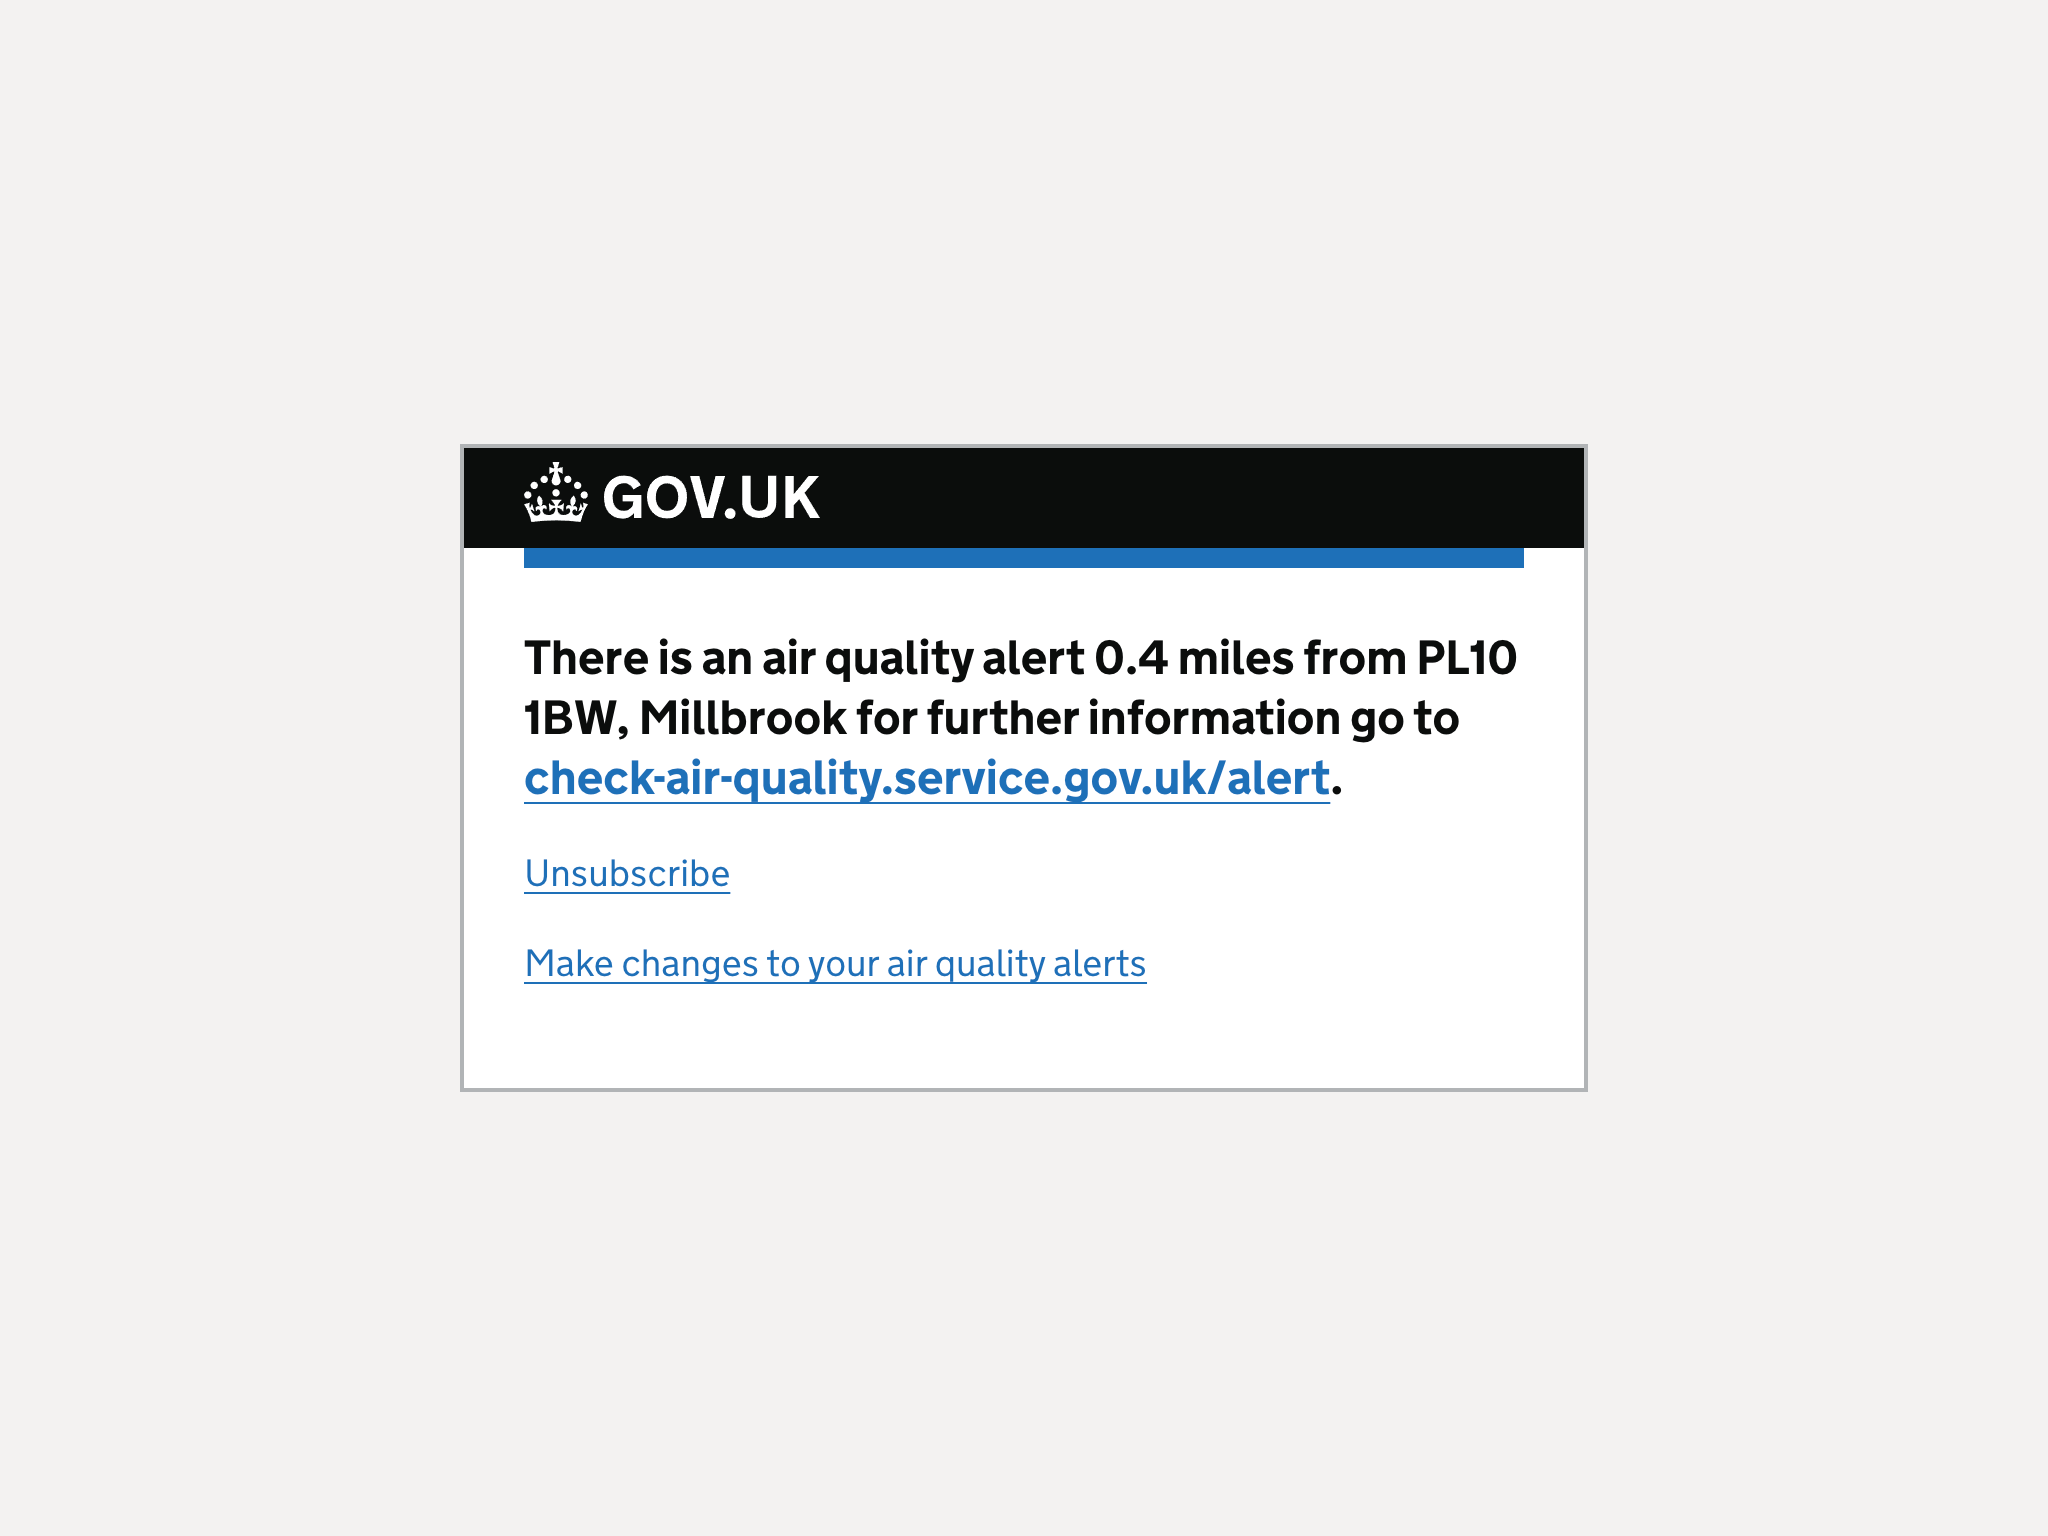 GOV.UK
There is an air quality alert 0.4 miles from PL10
1BW, Millbrook for further information go to
check-air-quality.service.gov.uk/alert.
Unsubscribe
Make changes to your air quality alerts